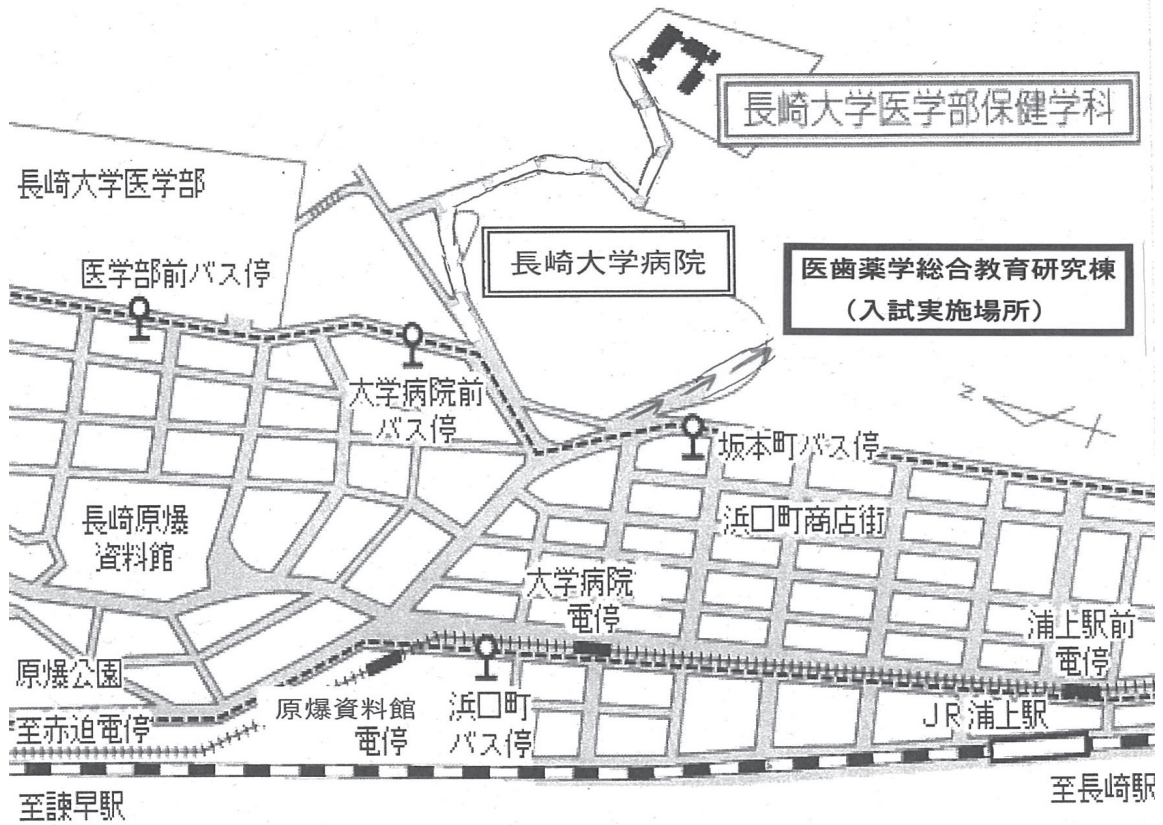 長崎大学医学部保健学科
長崎大学医学部
長崎大学病院
医歯薬学総合教育研究棟
（入試実施場所）
医学部前バス停
大学病院前
バス停
Z
坂本町バス停
長崎原爆
資料館
浜口町商店街
大学病院
電停
浦上駅前
電停
原爆公園
至赤迫電停
原爆資料館
電停
浜口町
バス停
JR浦上駅
至諫早駅
至長崎駅